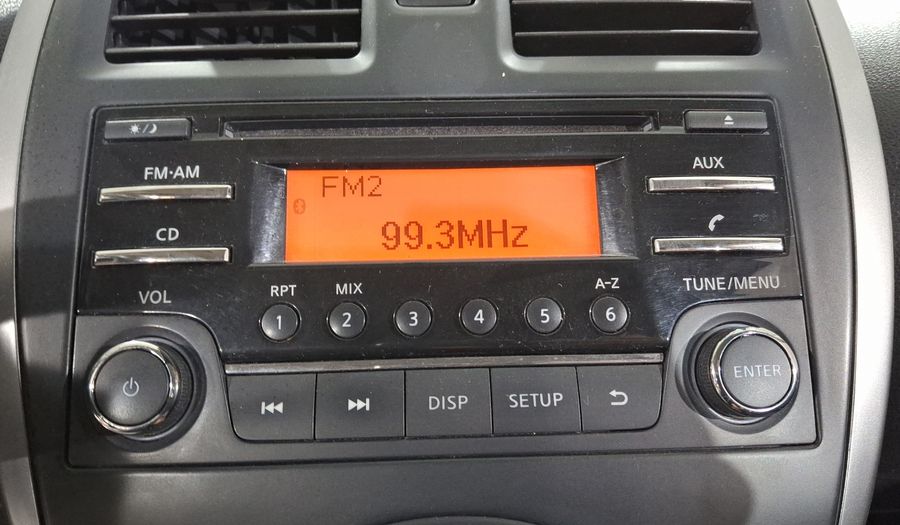 FM·AM
AUX
FM2
CD
99.3MHz
VOL
TUNE/MENU
RPT
MIX
A-Z
1
2
3
4
5
6
ENTER
DISP
SETUP